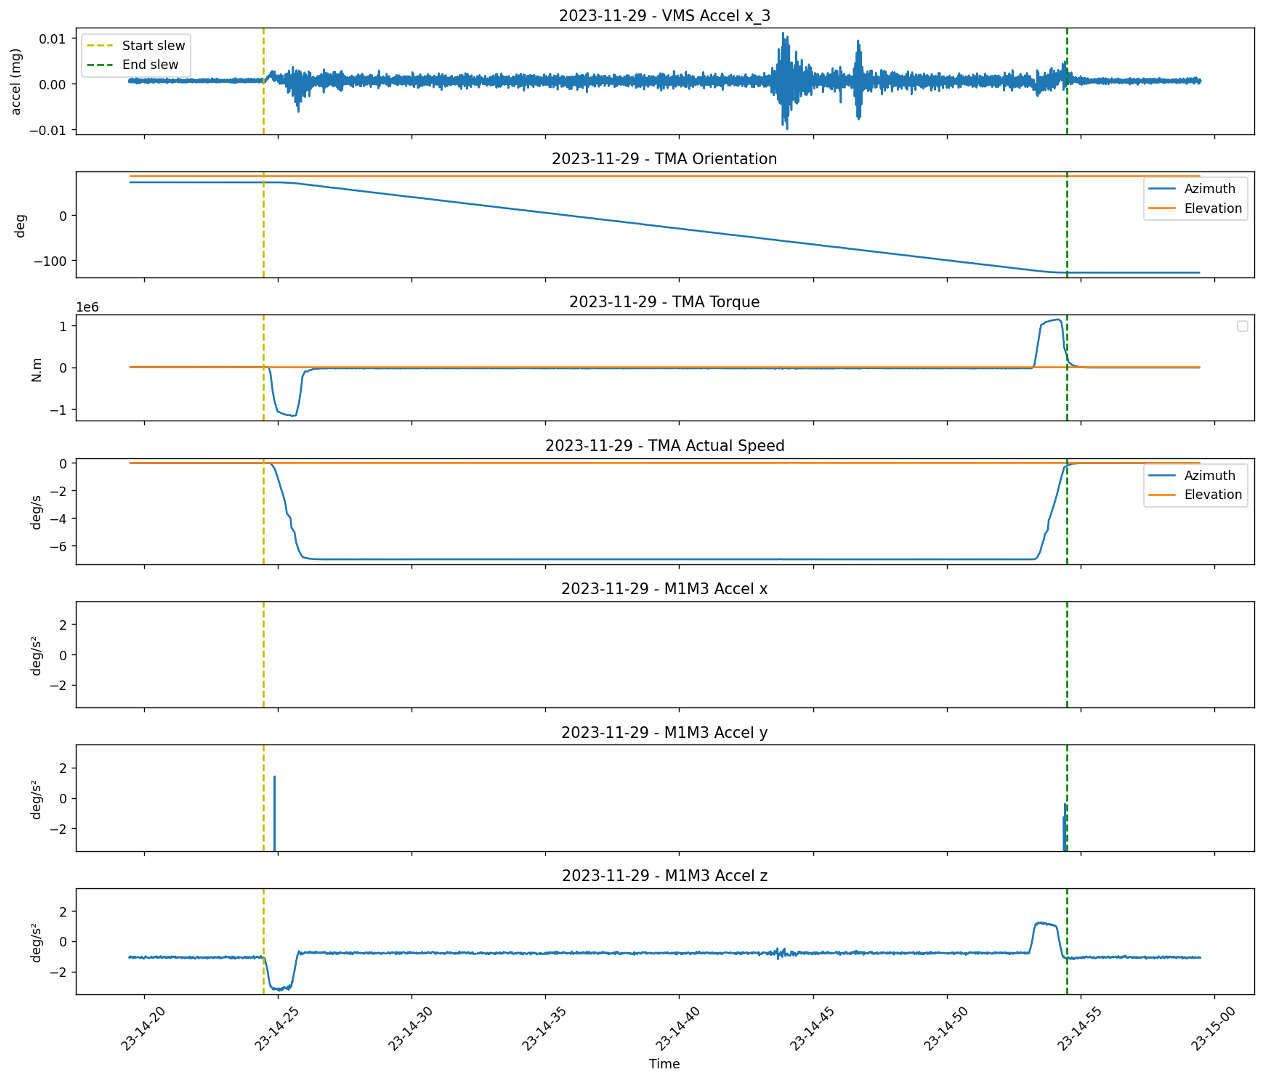 2023-11-29 - VMS Accel x_3
accel (mg)
0.01
0.00
−0.01
Start slew
End slew
2023-11-29 - TMA Orientation
deg
0
−100
Azimuth
Elevation
2023-11-29 - TMA Torque
1e6
N.m
1
0
−1
2023-11-29 - TMA Actual Speed
deg/s
0
−2
−4
−6
Azimuth
Elevation
2023-11-29 - M1M3 Accel x
deg/s²
2
0
−2
2023-11-29 - M1M3 Accel y
deg/s²
2
0
−2
2023-11-29 - M1M3 Accel z
deg/s²
2
0
−2
23-14-20
23-14-25
23-14-30
23-14-35
23-14-40
23-14-45
23-14-50
23-14-55
23-15-00
Time